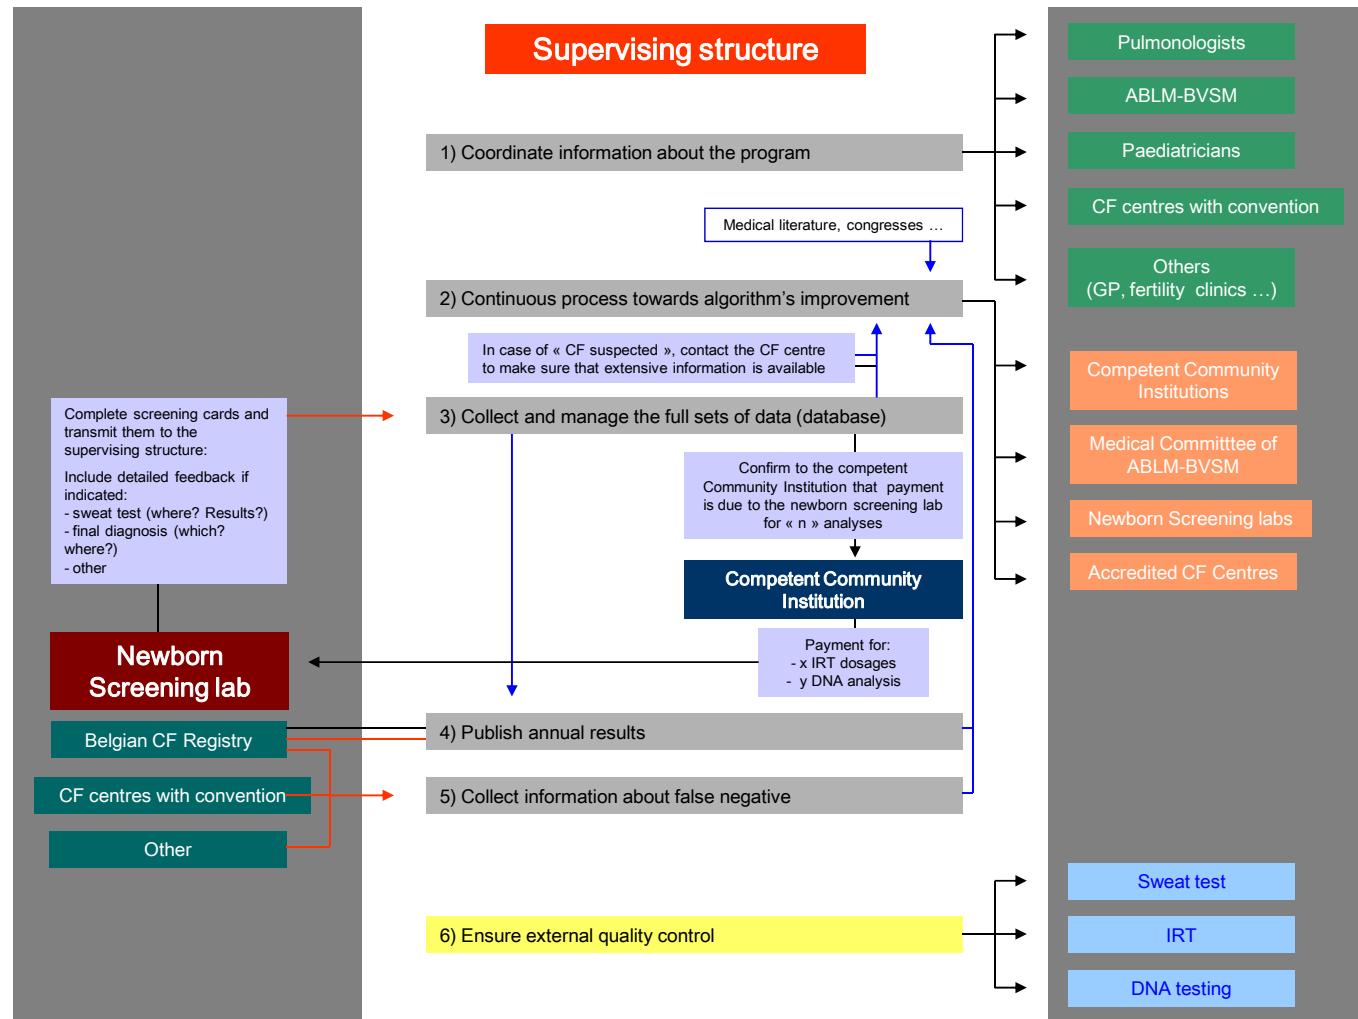 Supervising structure
1) Coordinate information about the program
Pulmonologists
ABLM-BVSM
Paediatricians
CF centres with convention
Others
(GP, fertility clinics …)
Medical literature, congresses …
2) Continuous process towards algorithm's improvement
Competent Community
Institutions
Medical Committtee of
ABLM-BVSM
Newborn Screening labs
Accredited CF Centres
In case of « CF suspected », contact the CF centre
to make sure that extensive information is available
3) Collect and manage the full sets of data (database)
Complete screening cards and
transmit them to the
supervising structure:
Include detailed feedback if
indicated:
- sweat test (where? Results?)
- final diagnosis (which?
where?)
- other
Confirm to the competent
Community Institution that payment
is due to the newborn screening lab
for « n » analyses
Competent Community
Institution
Payment for:
- x IRT dosages
- y DNA analysis
Newborn
Screening lab
Belgian CF Registry
CF centres with convention
Other
4) Publish annual results
5) Collect information about false negative
6) Ensure external quality control
Sweat test
IRT
DNA testing